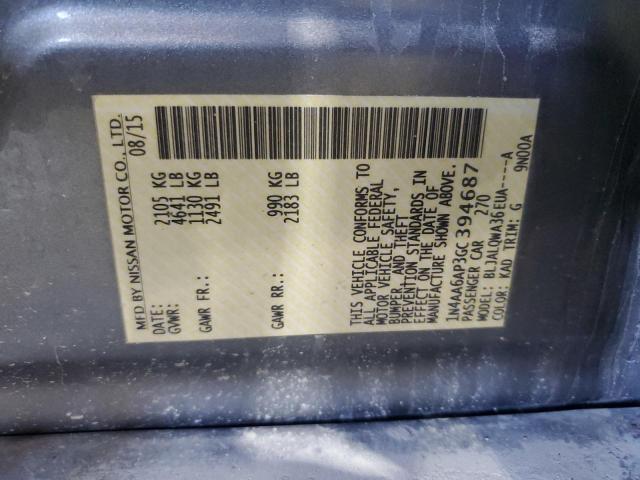 MFD BY NISSAN MOTOR CO., LTD.
DATE: 08/15
GVWR: 2105 KG
4641 LB
GAWR FR.: 1130 KG
2491 LB
GAWR RR.: 990 KG
2183 LB
THIS VEHICLE CONFORMS TO
ALL APPLICABLE FEDERAL
MOTOR VEHICLE SAFETY,
BUMPER, AND THEFT
PREVENTION STANDARDS IN
EFFECT ON THE DATE OF
MANUFACTURE SHOWN ABOVE.
1N4AA6AP3GC394687
PASSENGER CAR 270
MODEL: BLJALQWA36EUA----A
COLOR: KAD TRIM: G 9N00A